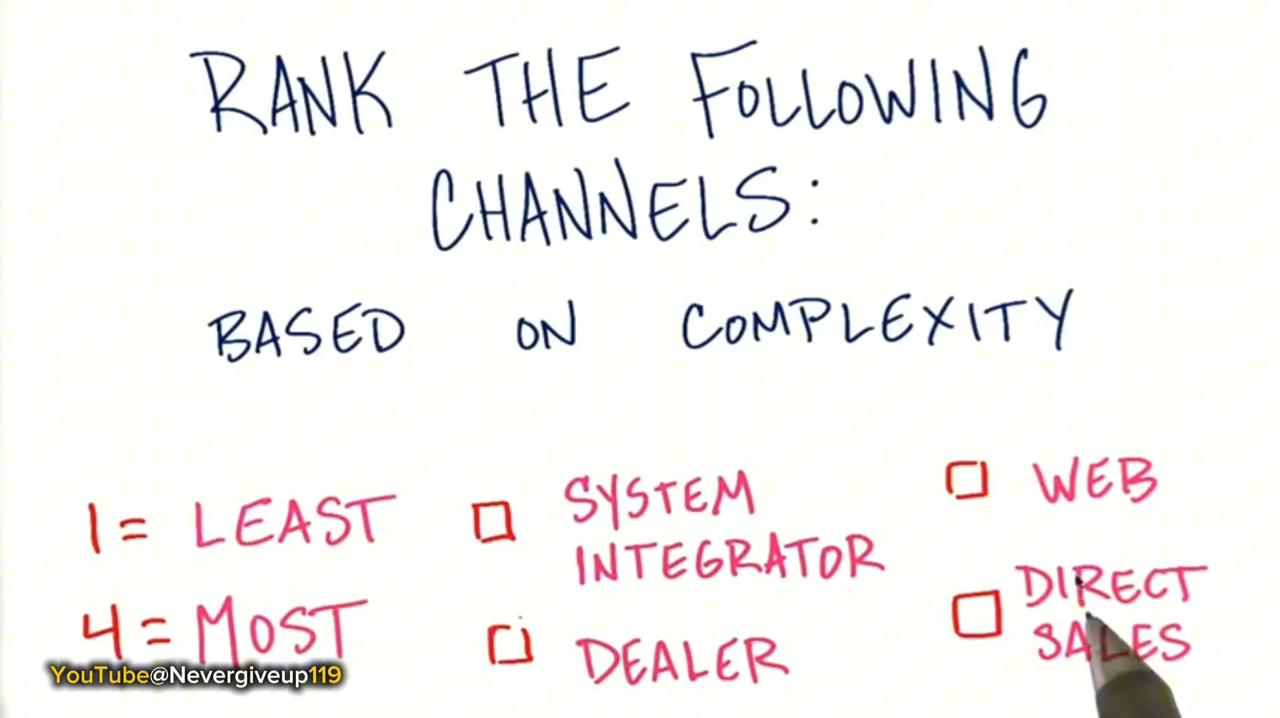 RANK THE FOLLOWING
CHANNELS:
BASED ON COMPLEXITY
1 = LEAST
4 = MOST
SYSTEM
INTEGRATOR
DEALER
WEB
DIRECT
SALES
YouTube@Nevergiveup119